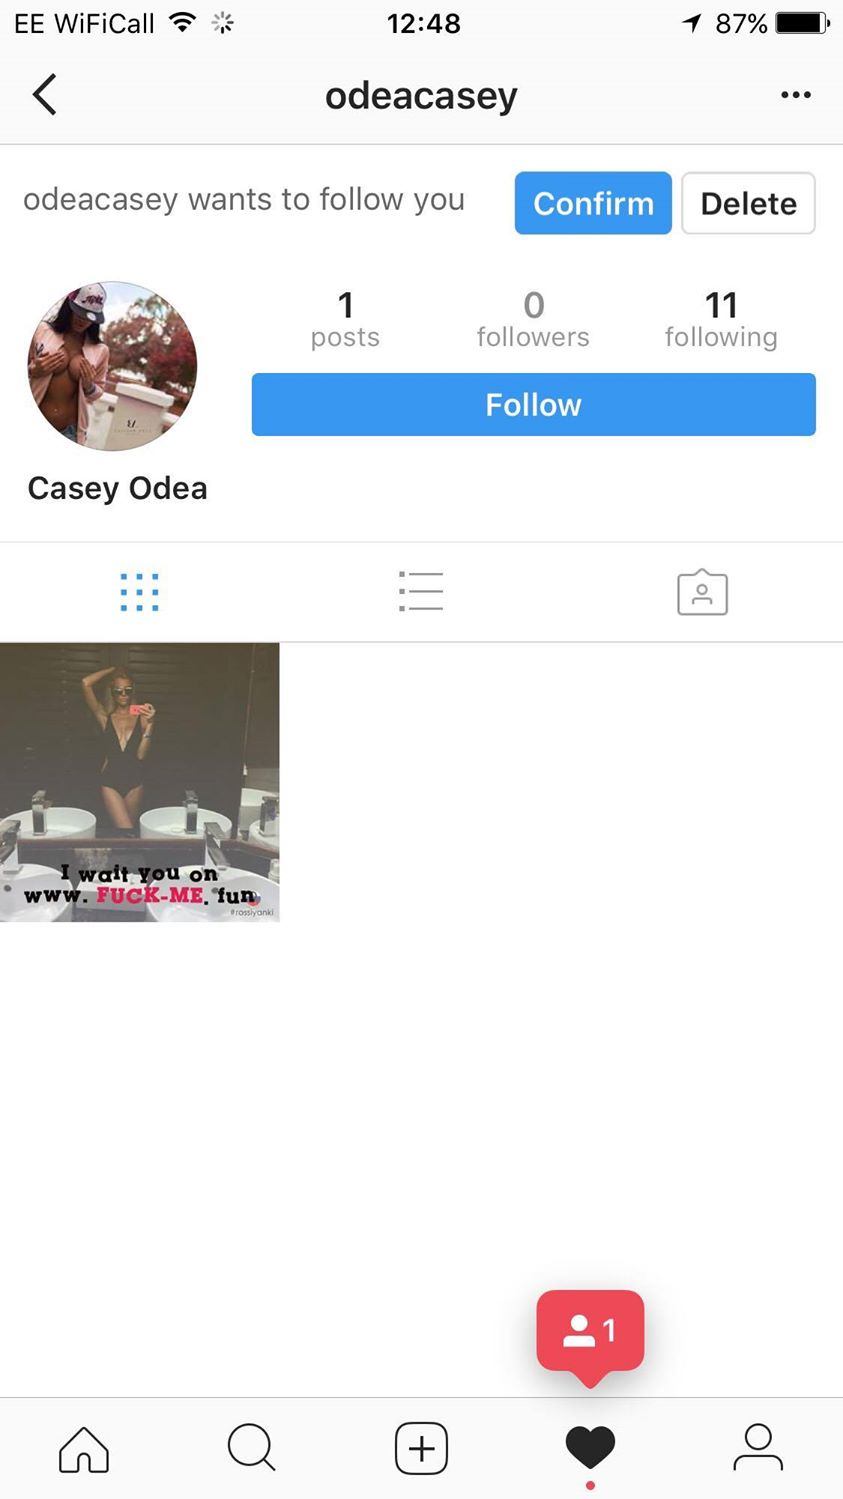 EE WiFiCall 12:48 87%
odeacasey
odeacasey wants to follow you Confirm Delete
1 0 11
posts followers following
Follow
Casey Odea
I wait you on
www. FUCK-ME. fun
#rossiyanki
1